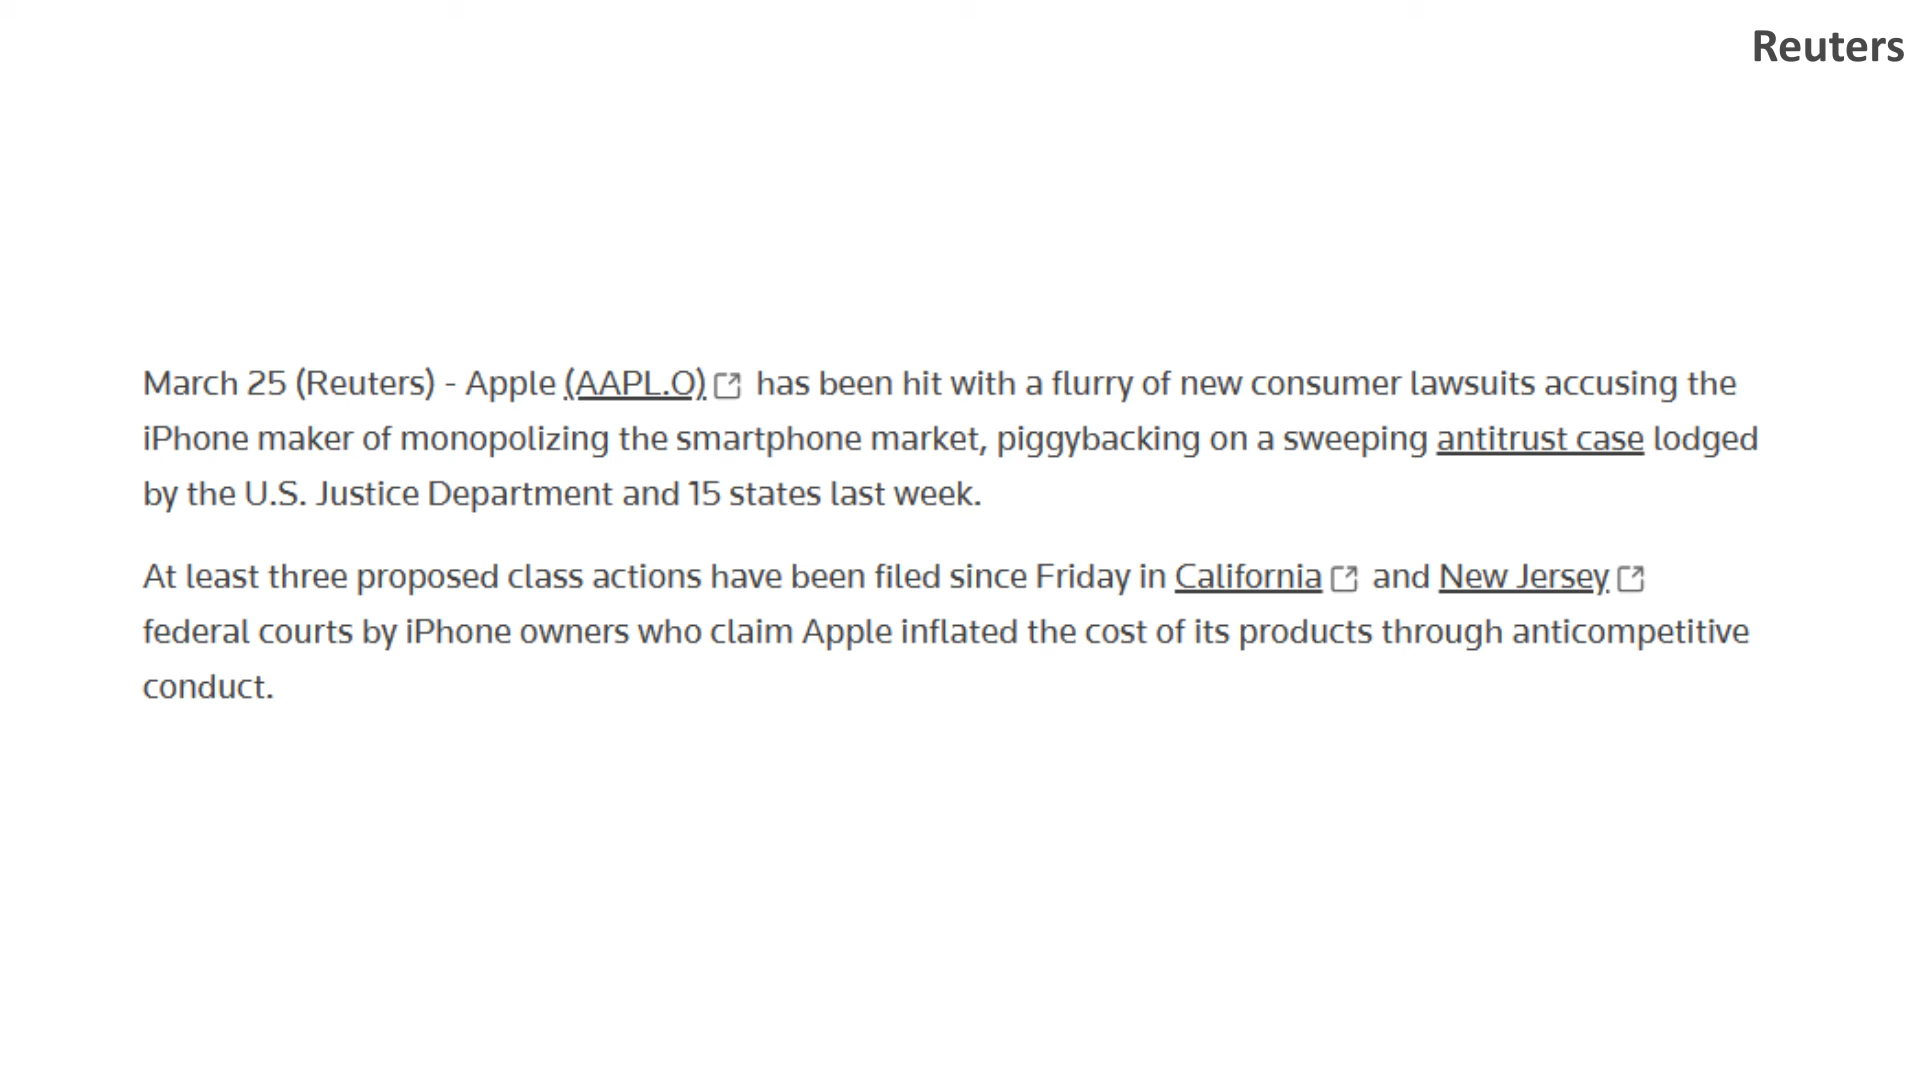 Reuters
March 25 (Reuters) - Apple (AAPL.O) has been hit with a flurry of new consumer lawsuits accusing the
iPhone maker of monopolizing the smartphone market, piggybacking on a sweeping antitrust case lodged
by the U.S. Justice Department and 15 states last week.
At least three proposed class actions have been filed since Friday in California and New Jersey
federal courts by iPhone owners who claim Apple inflated the cost of its products through anticompetitive
conduct.